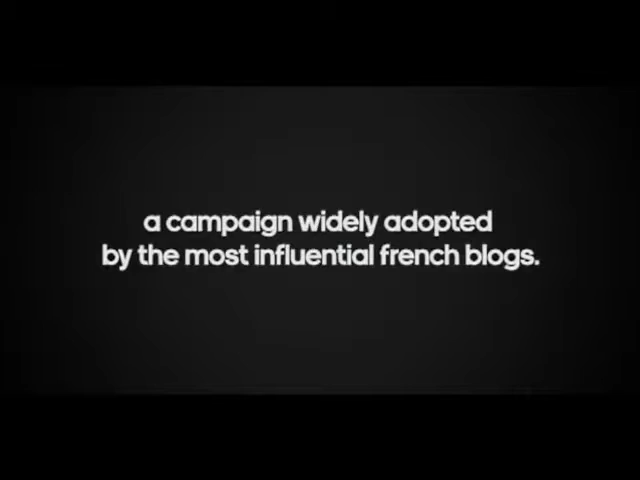 a campaign widely adopted
by the most influential french blogs.